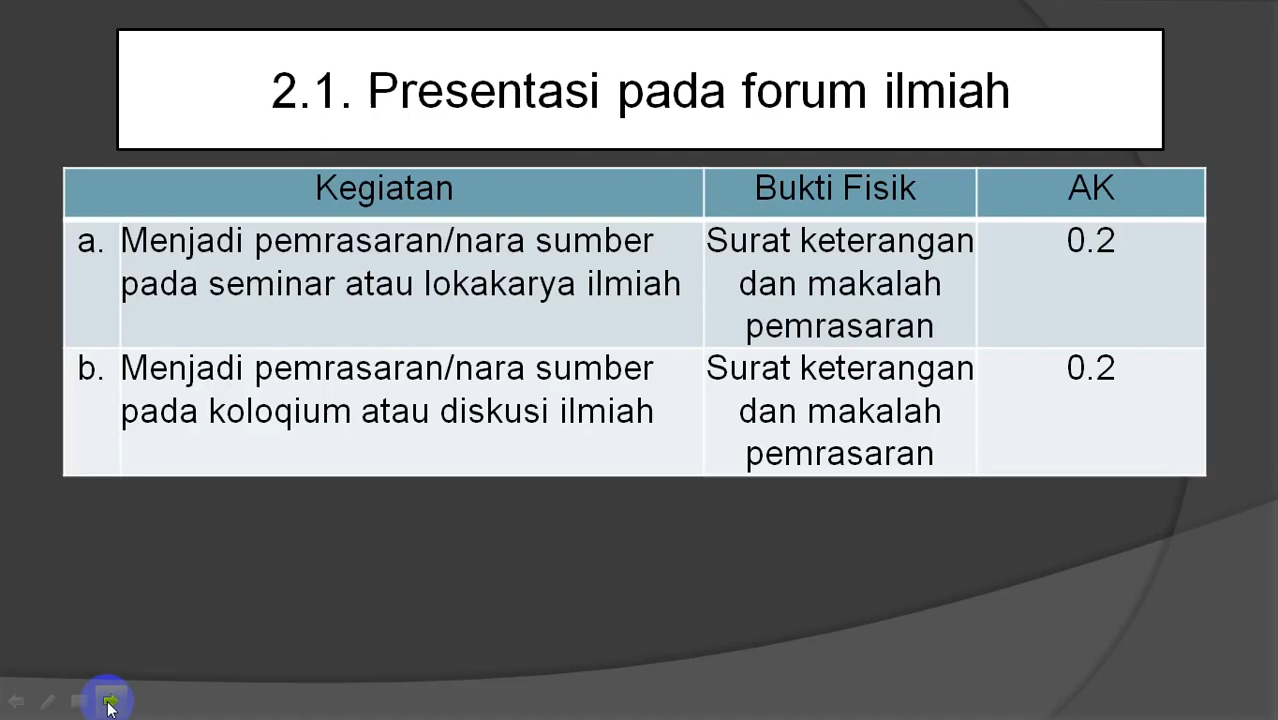 2.1. Presentasi pada forum ilmiah
Kegiatan Bukti Fisik AK
a. Menjadi pemrasaran/nara sumber
pada seminar atau lokakarya ilmiah
Surat keterangan
dan makalah
pemrasaran
0.2
b. Menjadi pemrasaran/nara sumber
pada koloqium atau diskusi ilmiah
Surat keterangan
dan makalah
pemrasaran
0.2